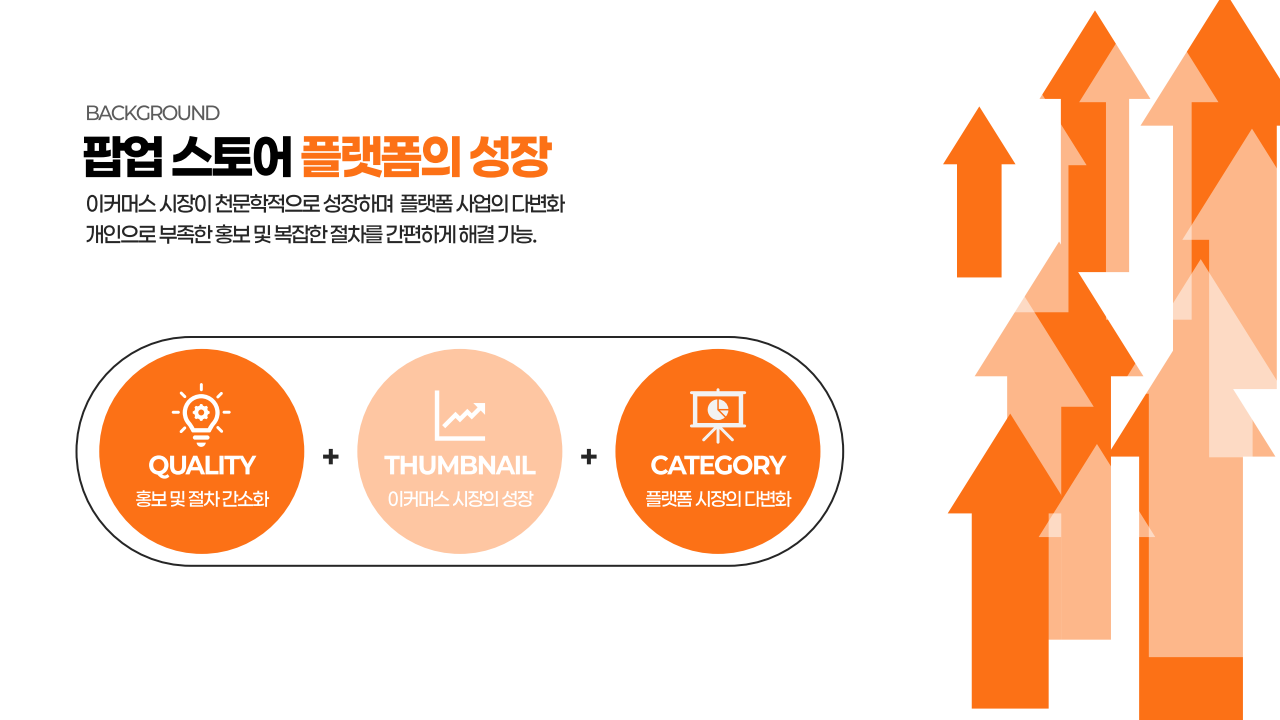 BACKGROUND
팝업 스토어 플랫폼의 성장
이커머스 시장이 천문학적으로 성장하며 플랫폼 사업의 다변화
개인으로 부족한 홍보 및 복잡한 절차를 간편하게 해결 가능.
QUALITY
홍보 및 절차 간소화
+
THUMBNAIL
이커머스 시장의 성장
+
CATEGORY
플랫폼 시장의 다변화